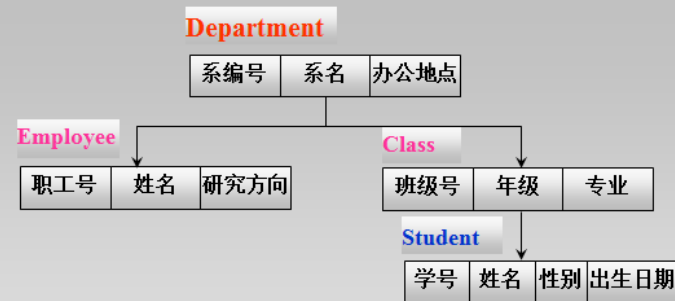 Department
系编号 系名 办公地点
Employee
Class
职工号 姓名 研究方向
班级号 年级 专业
Student
学号 姓名 性别 出生日期